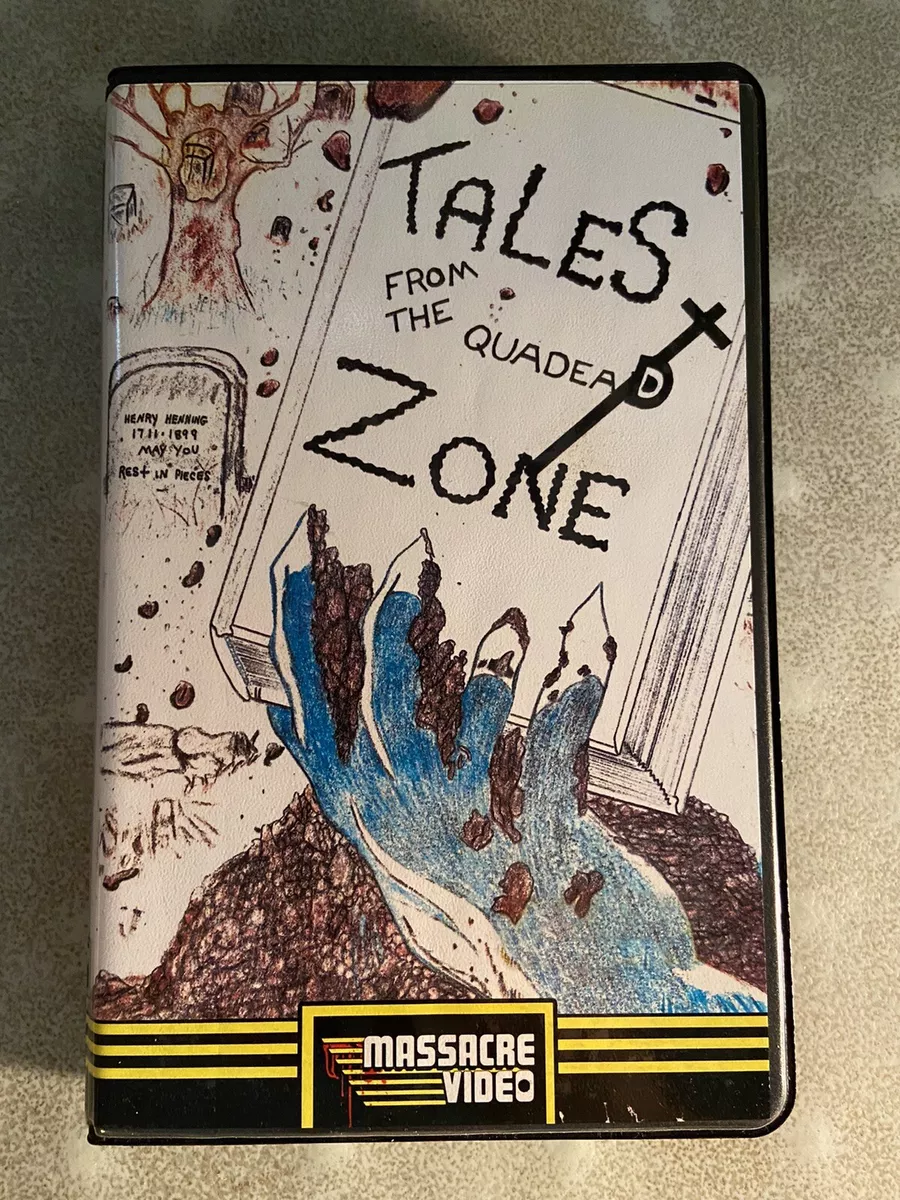 TALES
FROM
THE
QUADEAD
ZONE
HENRY HENNING
1711-1899
MAY YOU
REST IN PIECES
MASSACRE
VIDEO